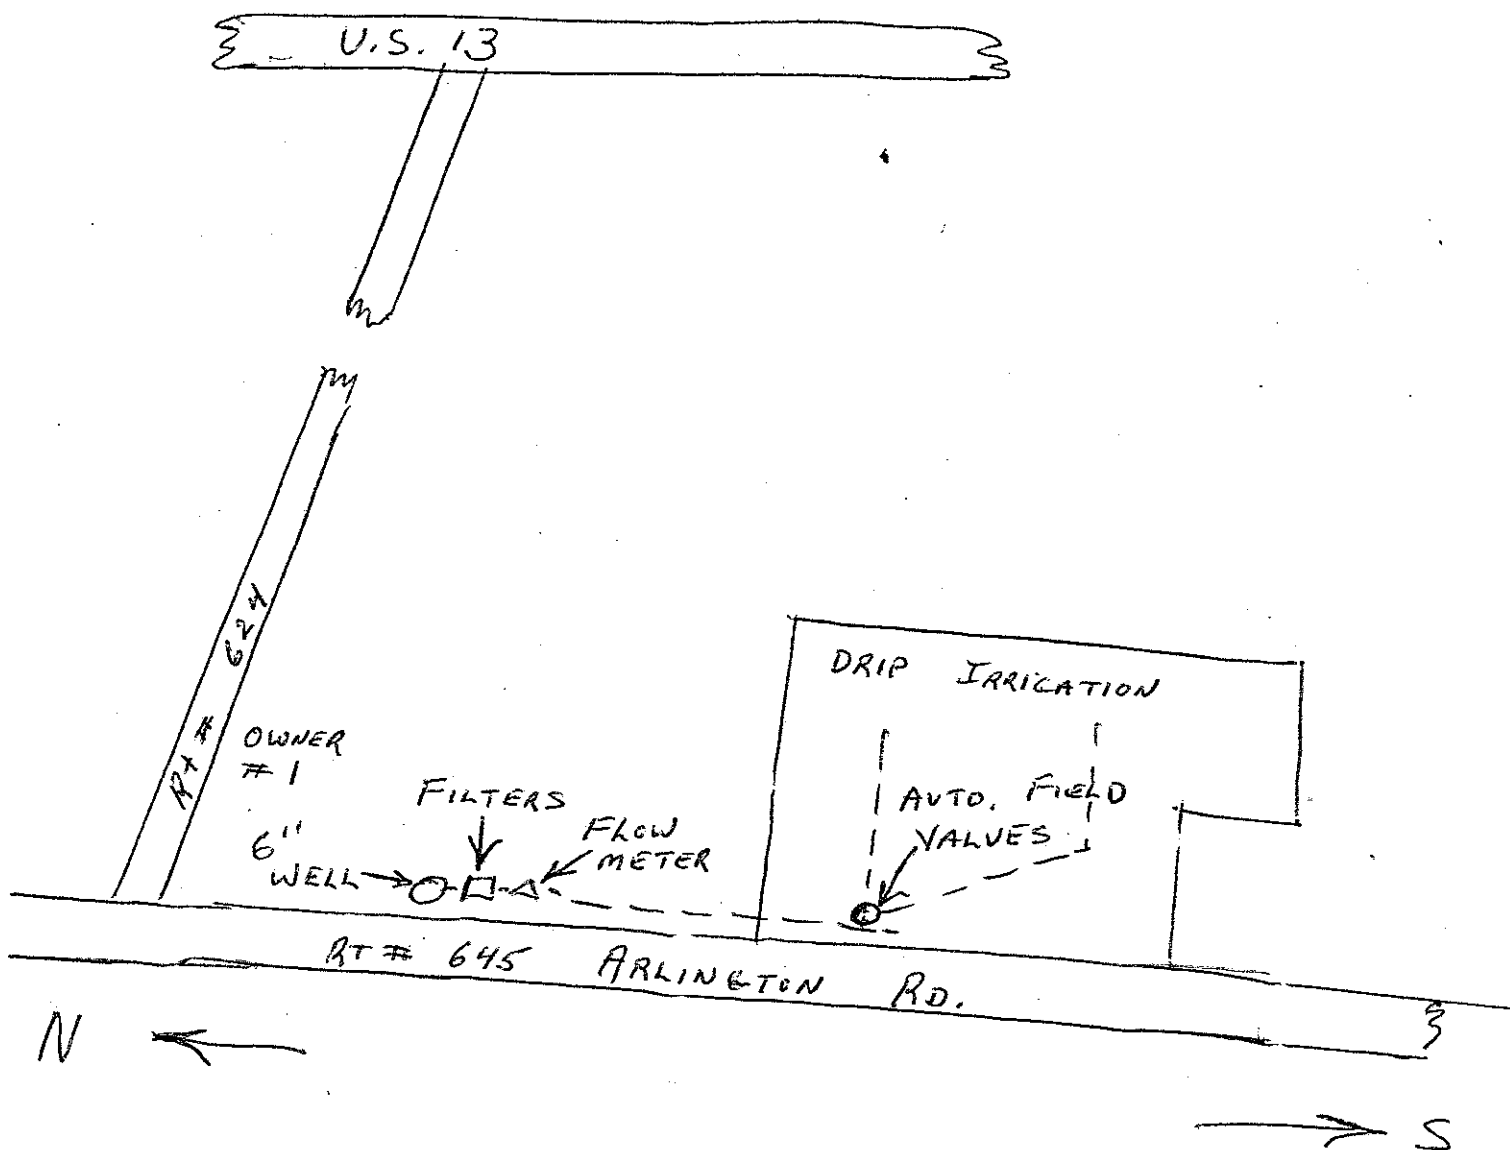 U.S. 13
RT # 624
OWNER
# 1
DRIP IRRIGATION
FILTERS
6"
WELL
FLOW
METER
AUTO. FIELD
VALVES
RT # 645 ARLINGTON RD.
N
S